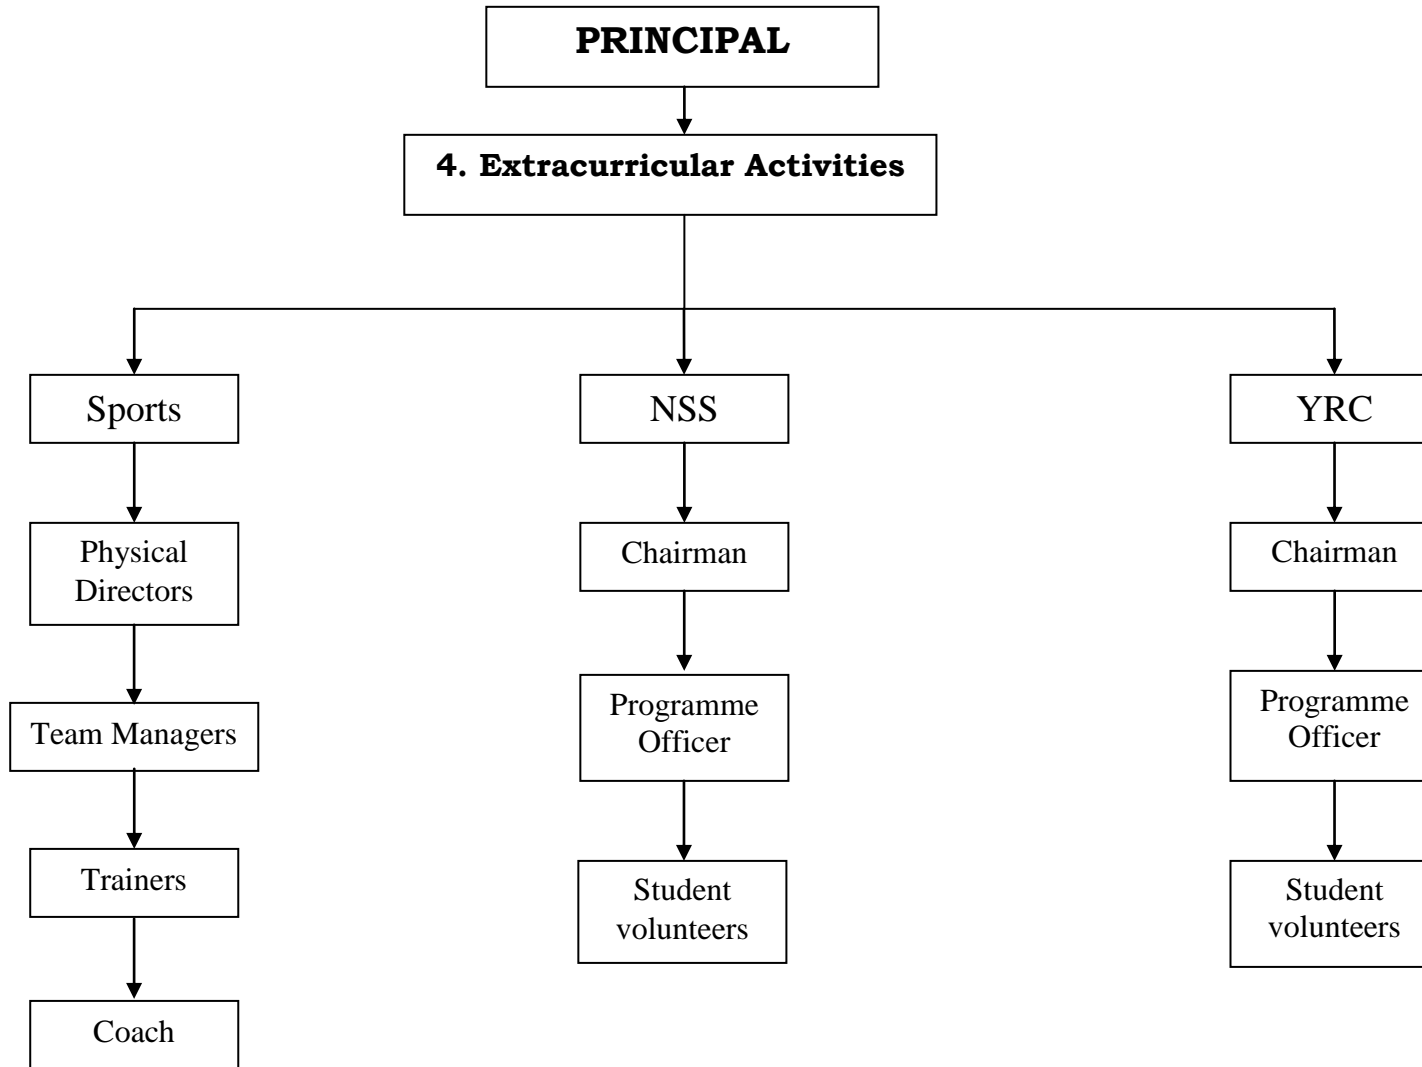 PRINCIPAL
4. Extracurricular Activities
Sports
NSS
YRC
Physical
Directors
Chairman
Chairman
Team Managers
Programme
Officer
Programme
Officer
Trainers
Student
volunteers
Student
volunteers
Coach